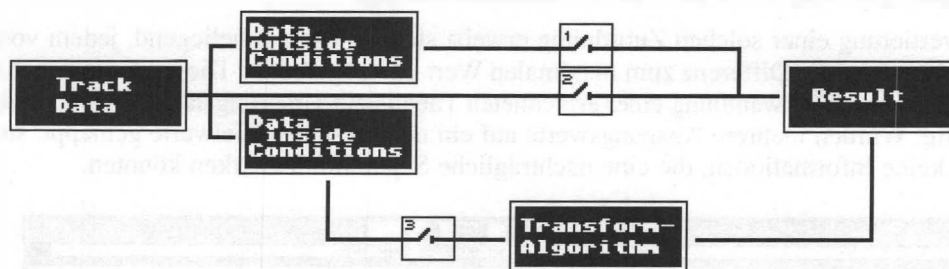 Data
outside
Conditions
1
Track
Data
2
Result
Data
inside
Conditions
3
Transform-
Algorithm